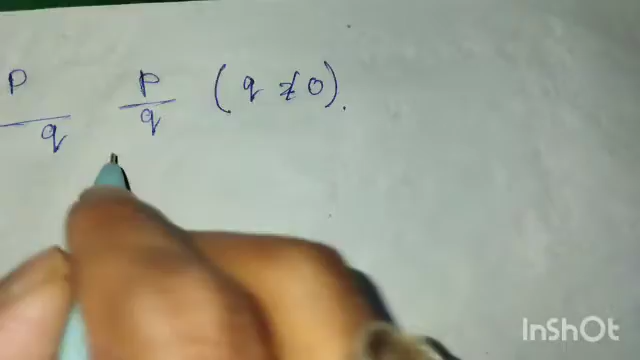 P/q p/q (q ≠ 0).
InShOt